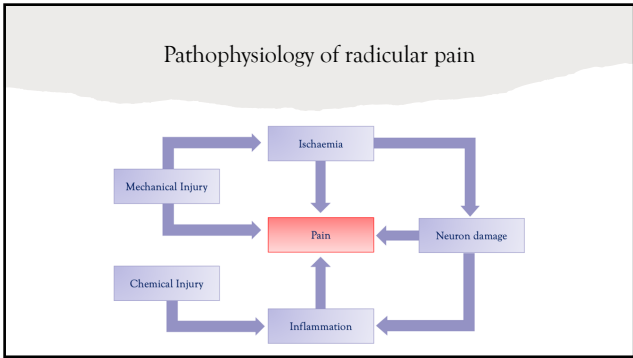 Pathophysiology of radicular pain
Ischaemia
Mechanical Injury
Pain
Neuron damage
Chemical Injury
Inflammation